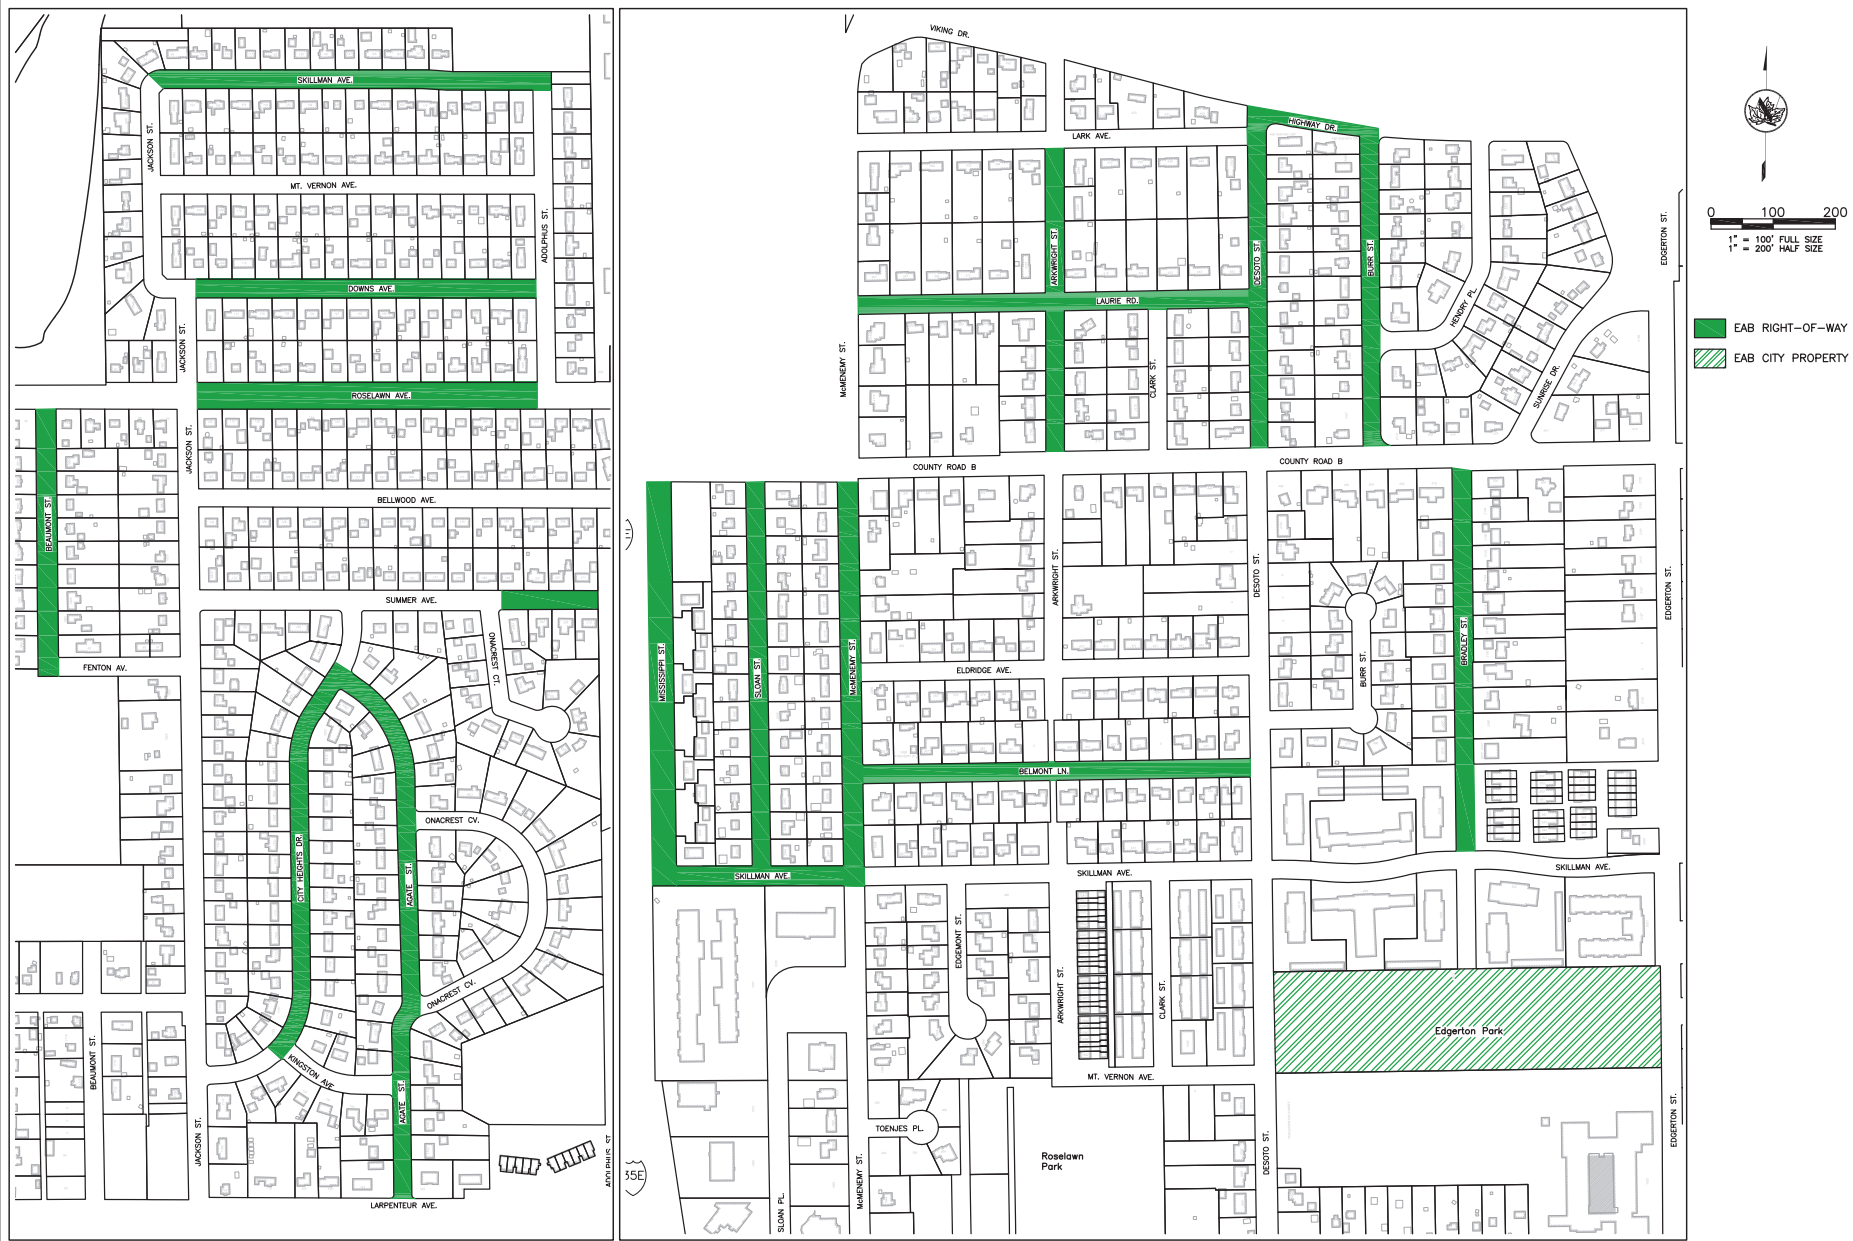 SKILLMAN AVE.
JACKSON ST.
MT. VERNON AVE.
ADOLPHUS ST.
DOWNS AVE.
JACKSON ST.
ROSELAWN AVE.
JACKSON ST.
BELLWOOD AVE.
BEAUMONT ST.
SUMMER AVE.
FENTON AV.
ONACREST CT.
ONACREST CV.
CITY HEIGHTS DR.
AGATE ST.
ONACREST CV.
KINGSTON AVE
BEAUMONT ST.
AGATE ST.
JACKSON ST.
ADOLPHUS ST
LARPENTEUR AVE.
VIKING DR.
LARK AVE.
HIGHWAY DR.
ARKWRIGHT ST.
DESOTO ST.
BURR ST.
EDGERTON ST.
LAURIE RD.
HENDRY PL.
McMENEMY ST.
CLARK ST.
SUNRISE DR.
COUNTY ROAD B
COUNTY ROAD B
ARKWRIGHT ST.
DESOTO ST.
EDGERTON ST.
MISSISSIPPI ST.
SLOAN ST.
McMENEMY ST.
ELDRIDGE AVE.
BURR ST.
BRADLEY ST.
BELMONT LN.
SKILLMAN AVE.
SKILLMAN AVE.
SKILLMAN AVE.
EDGEMONT ST.
ARKWRIGHT ST.
CLARK ST.
Edgerton Park
MT. VERNON AVE.
TOENJES PL.
EDGERTON ST.
DESOTO ST.
Roselawn
Park
35E
SLOAN PL.
McMENEMY ST.
0 100 200
1" = 100' FULL SIZE
1" = 200' HALF SIZE
EAB RIGHT-OF-WAY
EAB CITY PROPERTY